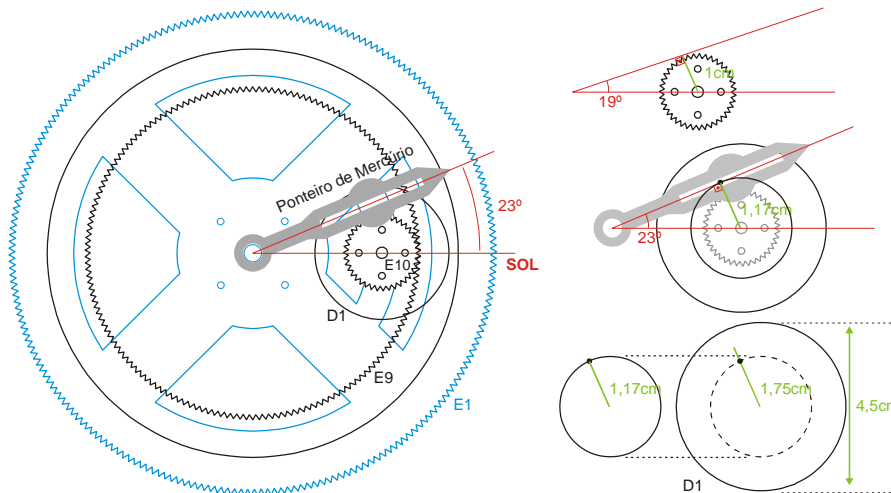 Ponteiro de Mercúrio
23º
SOL
E10
D1
E9
E1
1cm
19º
1,17cm
23º
1,17cm
1,75cm
4,5c
D1